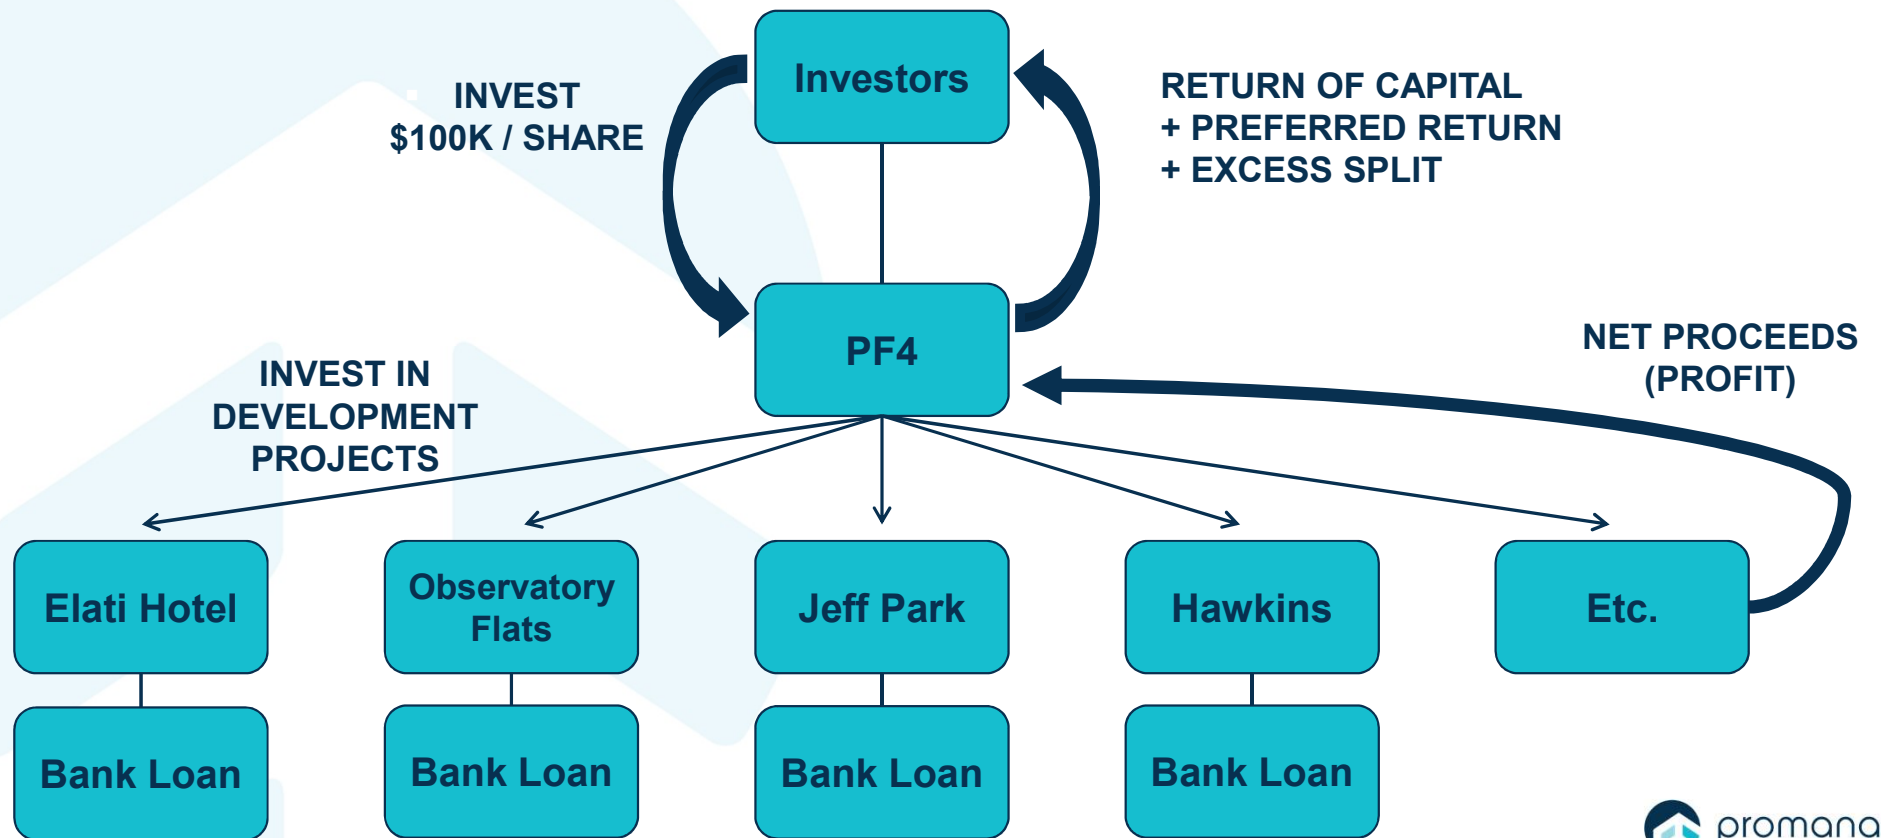 Investors
INVEST
$100K / SHARE
RETURN OF CAPITAL
+ PREFERRED RETURN
+ EXCESS SPLIT
PF4
NET PROCEEDS
(PROFIT)
INVEST IN
DEVELOPMENT
PROJECTS
Elati Hotel
Observatory
Flats
Jeff Park
Hawkins
Etc.
Bank Loan
Bank Loan
Bank Loan
Bank Loan
promana